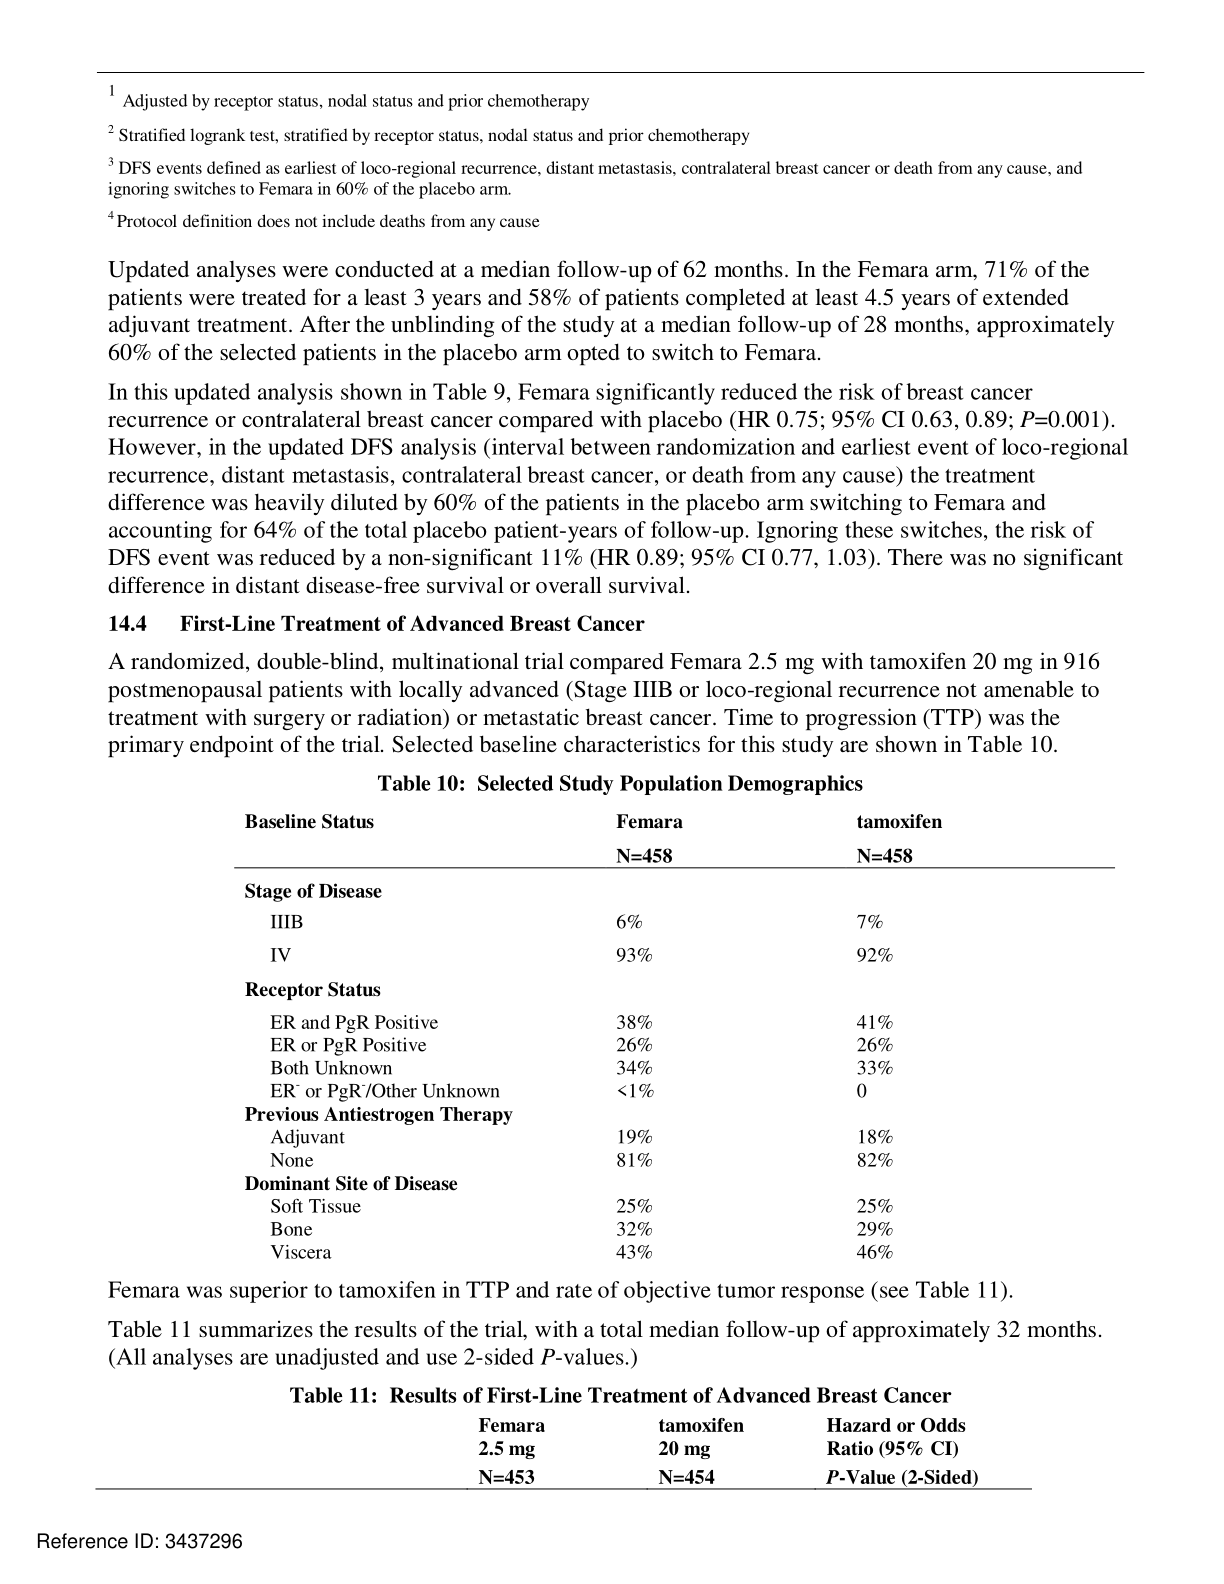 1 Adjusted by receptor status, nodal status and prior chemotherapy
2 Stratified logrank test, stratified by receptor status, nodal status and prior chemotherapy
3 DFS events defined as earliest of loco-regional recurrence, distant metastasis, contralateral breast cancer or death from any cause, and
ignoring switches to Femara in 60% of the placebo arm.
4 Protocol definition does not include deaths from any cause
Updated analyses were conducted at a median follow-up of 62 months. In the Femara arm, 71% of the
patients were treated for a least 3 years and 58% of patients completed at least 4.5 years of extended
adjuvant treatment. After the unblinding of the study at a median follow-up of 28 months, approximately
60% of the selected patients in the placebo arm opted to switch to Femara.
In this updated analysis shown in Table 9, Femara significantly reduced the risk of breast cancer
recurrence or contralateral breast cancer compared with placebo (HR 0.75; 95% CI 0.63, 0.89; P=0.001).
However, in the updated DFS analysis (interval between randomization and earliest event of loco-regional
recurrence, distant metastasis, contralateral breast cancer, or death from any cause) the treatment
difference was heavily diluted by 60% of the patients in the placebo arm switching to Femara and
accounting for 64% of the total placebo patient-years of follow-up. Ignoring these switches, the risk of
DFS event was reduced by a non-significant 11% (HR 0.89; 95% CI 0.77, 1.03). There was no significant
difference in distant disease-free survival or overall survival.
14.4 First-Line Treatment of Advanced Breast Cancer
A randomized, double-blind, multinational trial compared Femara 2.5 mg with tamoxifen 20 mg in 916
postmenopausal patients with locally advanced (Stage IIIB or loco-regional recurrence not amenable to
treatment with surgery or radiation) or metastatic breast cancer. Time to progression (TTP) was the
primary endpoint of the trial. Selected baseline characteristics for this study are shown in Table 10.
Table 10: Selected Study Population Demographics
Baseline Status Femara tamoxifen
N=458 N=458
Stage of Disease
IIIB 6% 7%
IV 93% 92%
Receptor Status
ER and PgR Positive 38% 41%
ER or PgR Positive 26% 26%
Both Unknown 34% 33%
ER- or PgR-/Other Unknown <1% 0
Previous Antiestrogen Therapy
Adjuvant 19% 18%
None 81% 82%
Dominant Site of Disease
Soft Tissue 25% 25%
Bone 32% 29%
Viscera 43% 46%
Femara was superior to tamoxifen in TTP and rate of objective tumor response (see Table 11).
Table 11 summarizes the results of the trial, with a total median follow-up of approximately 32 months.
(All analyses are unadjusted and use 2-sided P-values.)
Table 11: Results of First-Line Treatment of Advanced Breast Cancer
Femara tamoxifen Hazard or Odds
2.5 mg 20 mg Ratio (95% CI)
N=453 N=454 P-Value (2-Sided)
Reference ID: 3437296